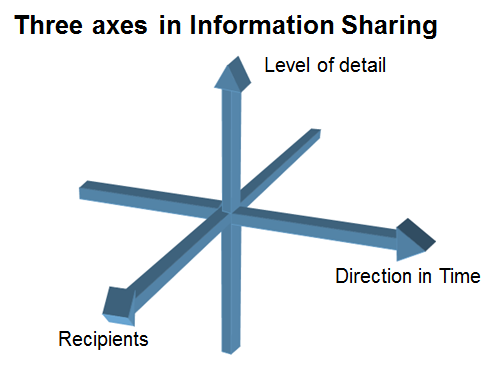 Three axes in Information Sharing
Level of detail
Direction in Time
Recipients